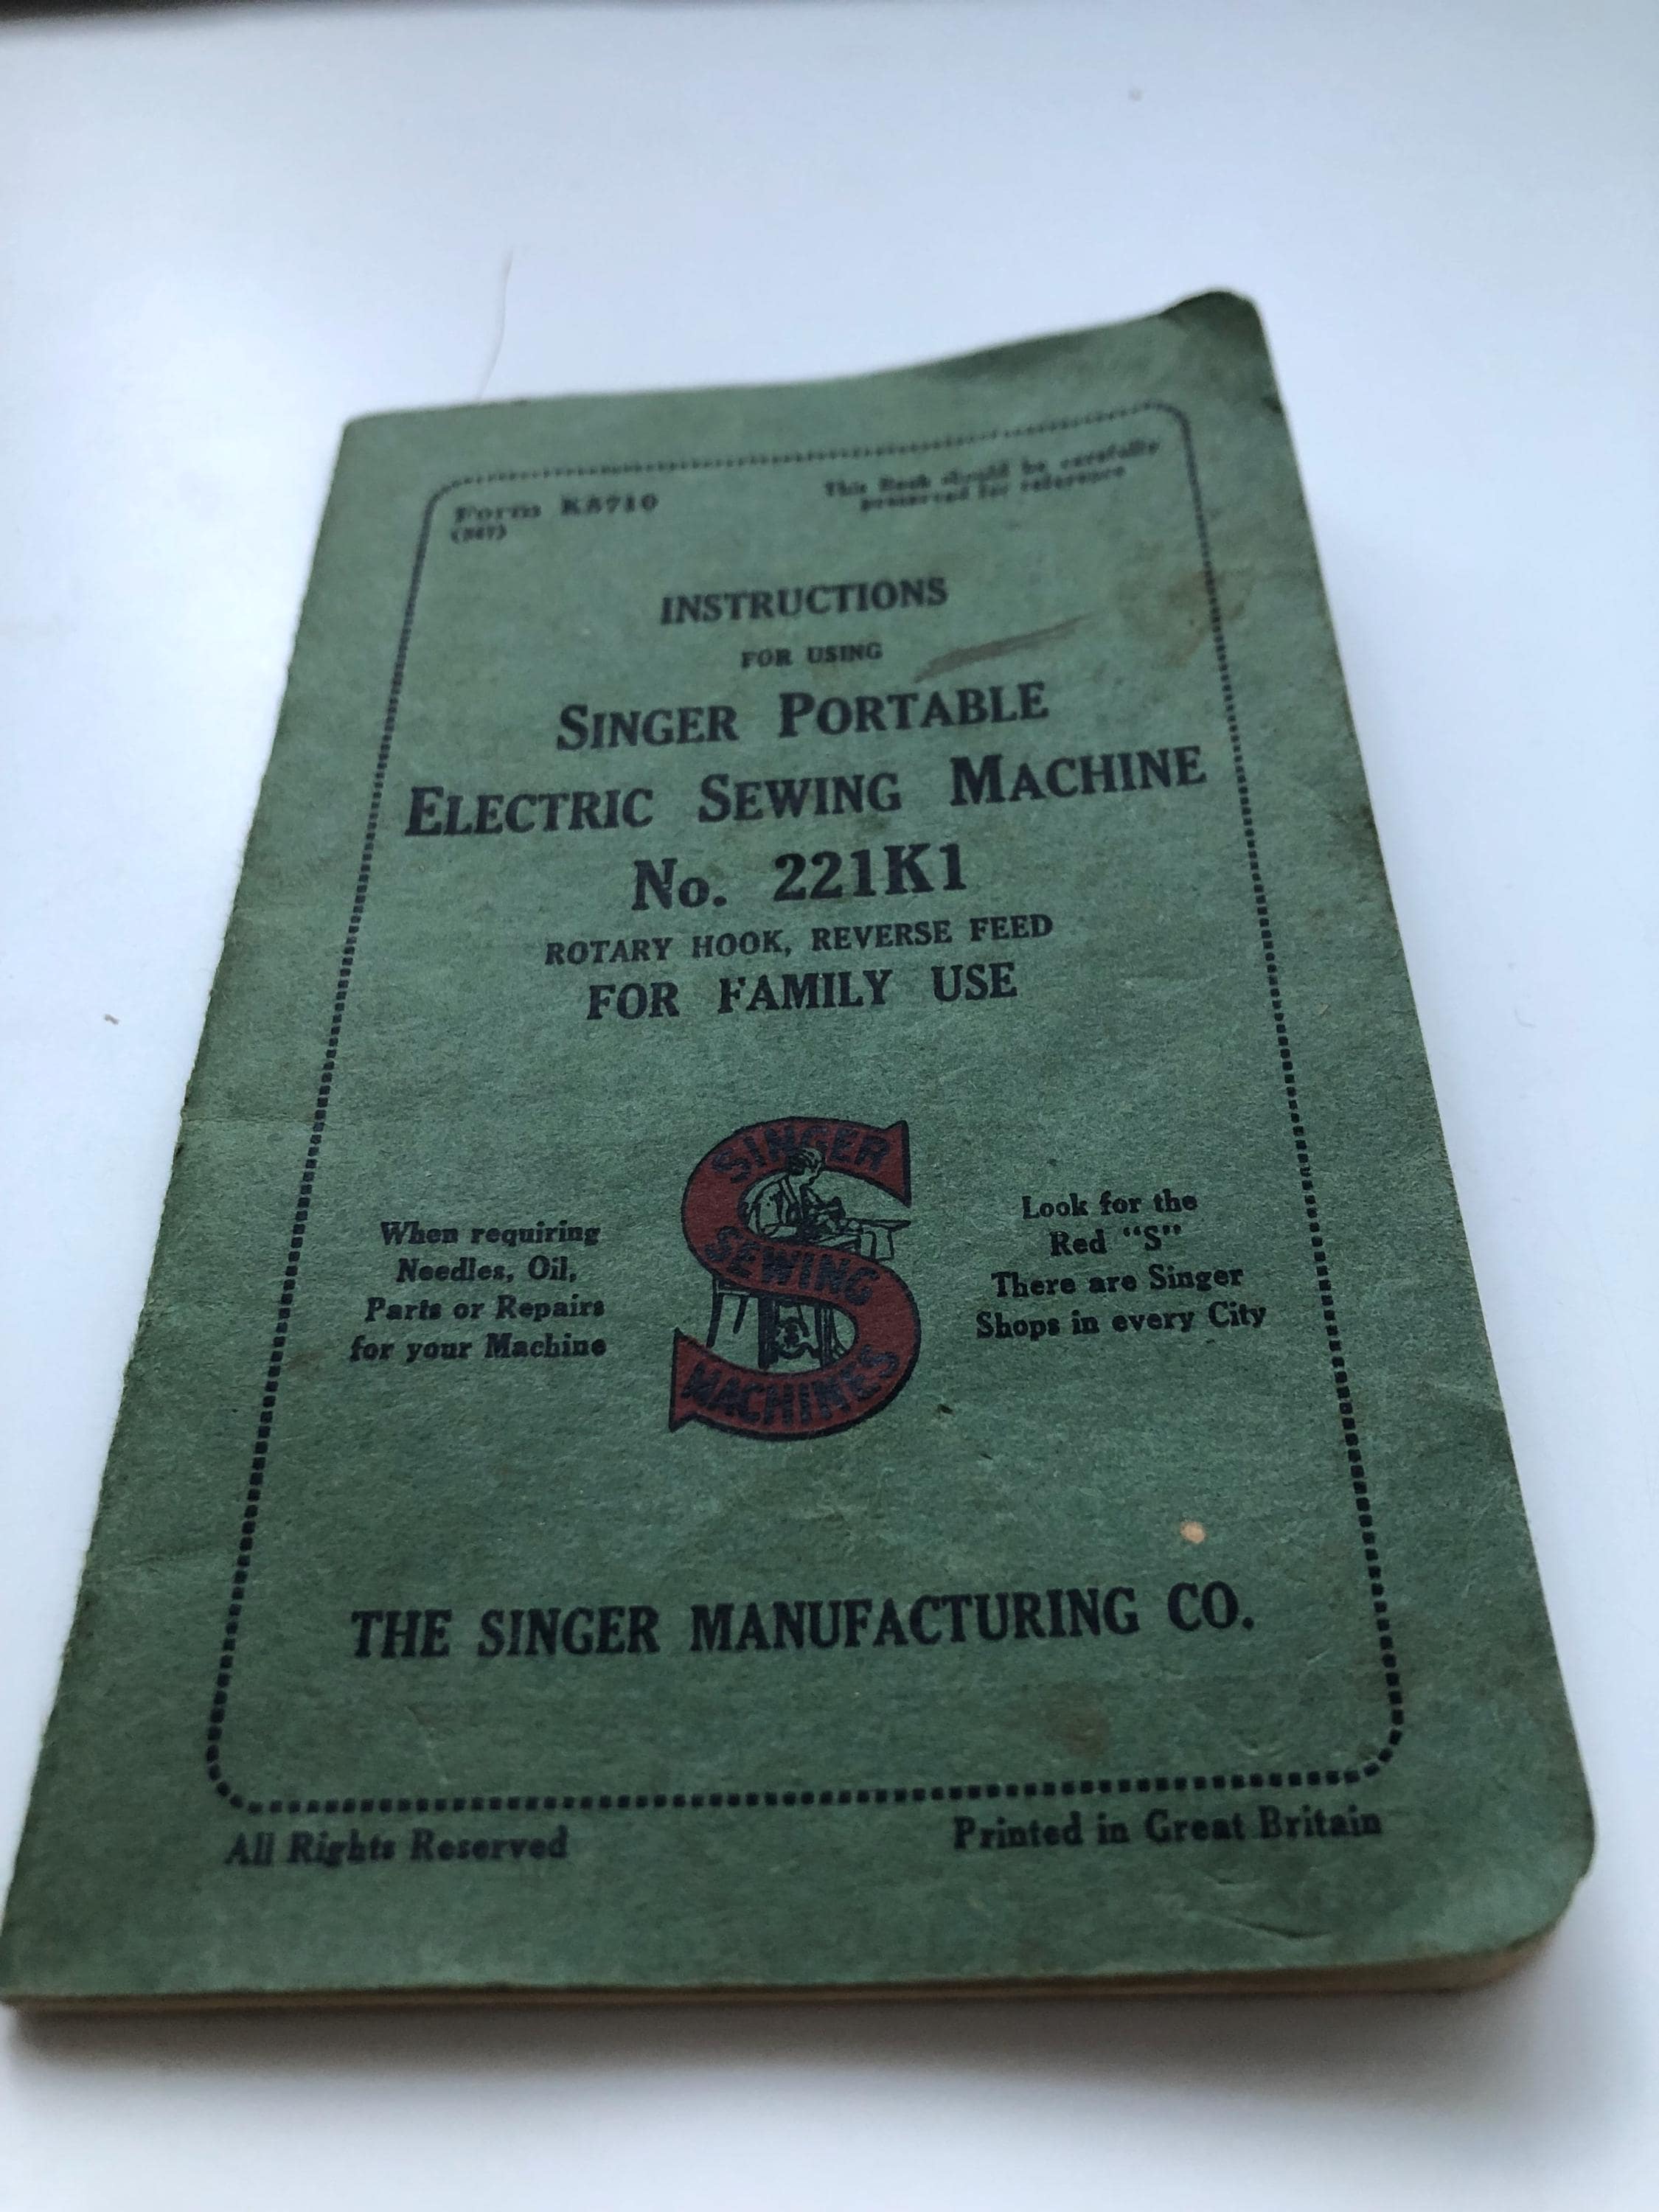 Form K5710
This Book should be carefully
preserved for reference
INSTRUCTIONS
FOR USING
SINGER PORTABLE
ELECTRIC SEWING MACHINE
No. 221K1
ROTARY HOOK, REVERSE FEED
FOR FAMILY USE
When requiring
Needles, Oil,
Parts or Repairs
for your Machine
SINGER
SEWING
MACHINES
Look for the
Red "S"
There are Singer
Shops in every City
THE SINGER MANUFACTURING CO.
All Rights Reserved
Printed in Great Britain